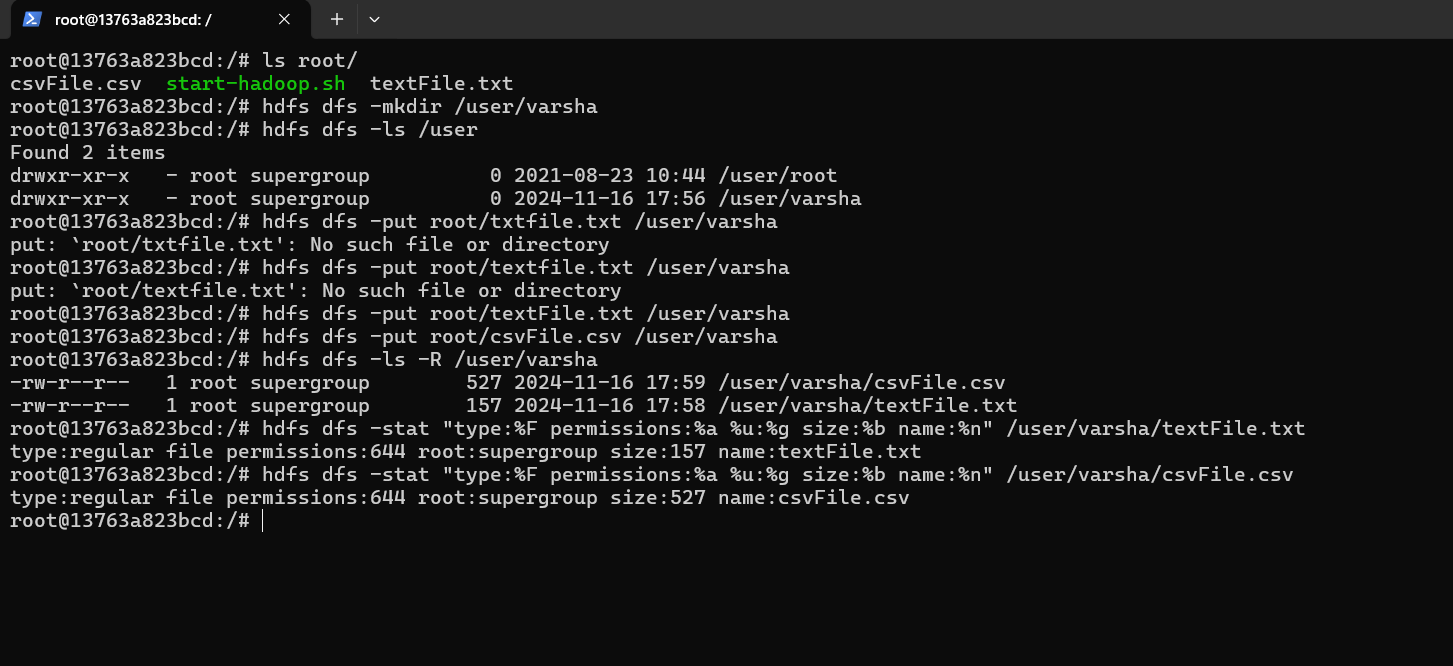 root@13763a823bcd: /
root@13763a823bcd:/# ls root/
csvFile.csv  start-hadoop.sh  textFile.txt
root@13763a823bcd:/# hdfs dfs -mkdir /user/varsha
root@13763a823bcd:/# hdfs dfs -ls /user
Found 2 items
drwxr-xr-x   - root supergroup          0 2021-08-23 10:44 /user/root
drwxr-xr-x   - root supergroup          0 2024-11-16 17:56 /user/varsha
root@13763a823bcd:/# hdfs dfs -put root/txtfile.txt /user/varsha
put: `root/txtfile.txt': No such file or directory
root@13763a823bcd:/# hdfs dfs -put root/textfile.txt /user/varsha
put: `root/textfile.txt': No such file or directory
root@13763a823bcd:/# hdfs dfs -put root/textFile.txt /user/varsha
root@13763a823bcd:/# hdfs dfs -put root/csvFile.csv /user/varsha
root@13763a823bcd:/# hdfs dfs -ls -R /user/varsha
-rw-r--r--   1 root supergroup        527 2024-11-16 17:59 /user/varsha/csvFile.csv
-rw-r--r--   1 root supergroup        157 2024-11-16 17:58 /user/varsha/textFile.txt
root@13763a823bcd:/# hdfs dfs -stat "type:%F permissions:%a %u:%g size:%b name:%n" /user/varsha/textFile.txt
type:regular file permissions:644 root:supergroup size:157 name:textFile.txt
root@13763a823bcd:/# hdfs dfs -stat "type:%F permissions:%a %u:%g size:%b name:%n" /user/varsha/csvFile.csv
type:regular file permissions:644 root:supergroup size:527 name:csvFile.csv
root@13763a823bcd:/#